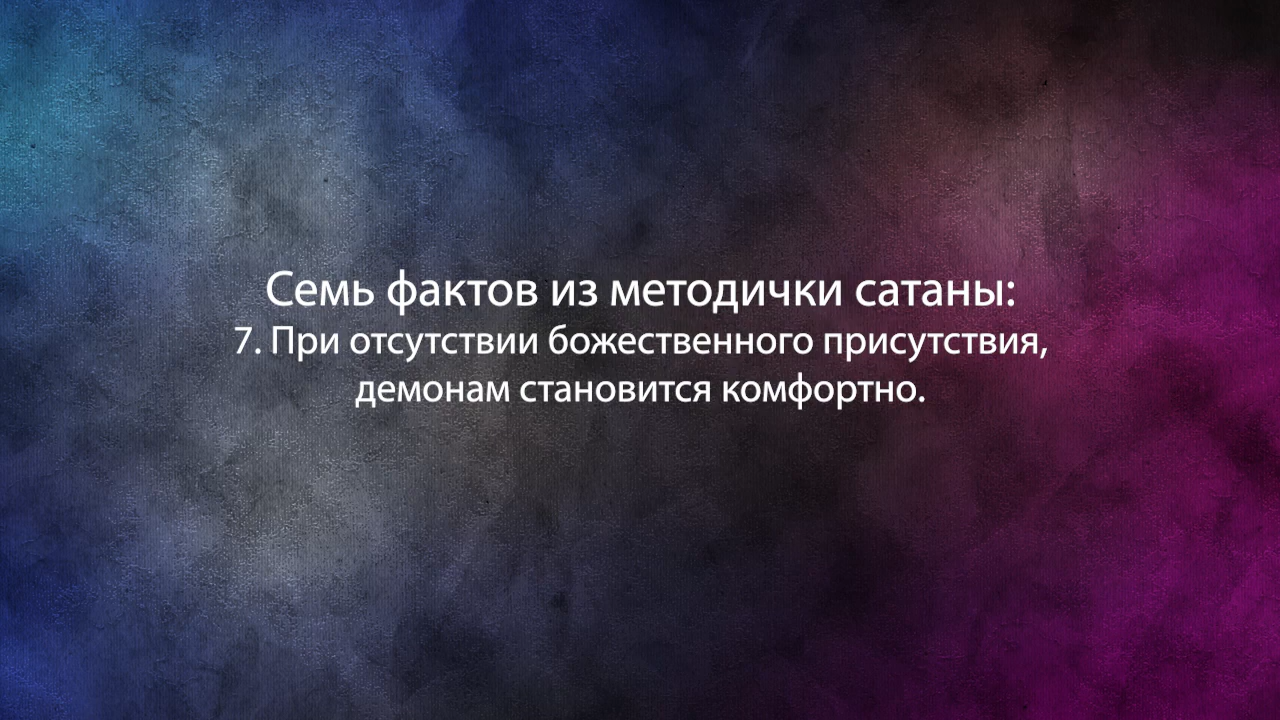 Семь фактов из методички сатаны:
7. При отсутствии божественного присутствия,
демонам становится комфортно.